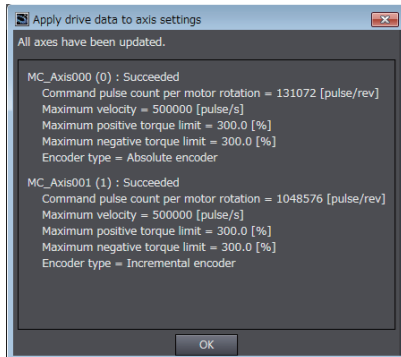 Apply drive data to axis settings
All axes have been updated.
MC_Axis000 (0) : Succeeded
Command pulse count per motor rotation = 131072 [pulse/rev]
Maximum velocity = 500000 [pulse/s]
Maximum positive torque limit = 300.0 [%]
Maximum negative torque limit = 300.0 [%]
Encoder type = Absolute encoder
MC_Axis001 (1) : Succeeded
Command pulse count per motor rotation = 1048576 [pulse/rev]
Maximum velocity = 500000 [pulse/s]
Maximum positive torque limit = 300.0 [%]
Maximum negative torque limit = 300.0 [%]
Encoder type = Incremental encoder
OK